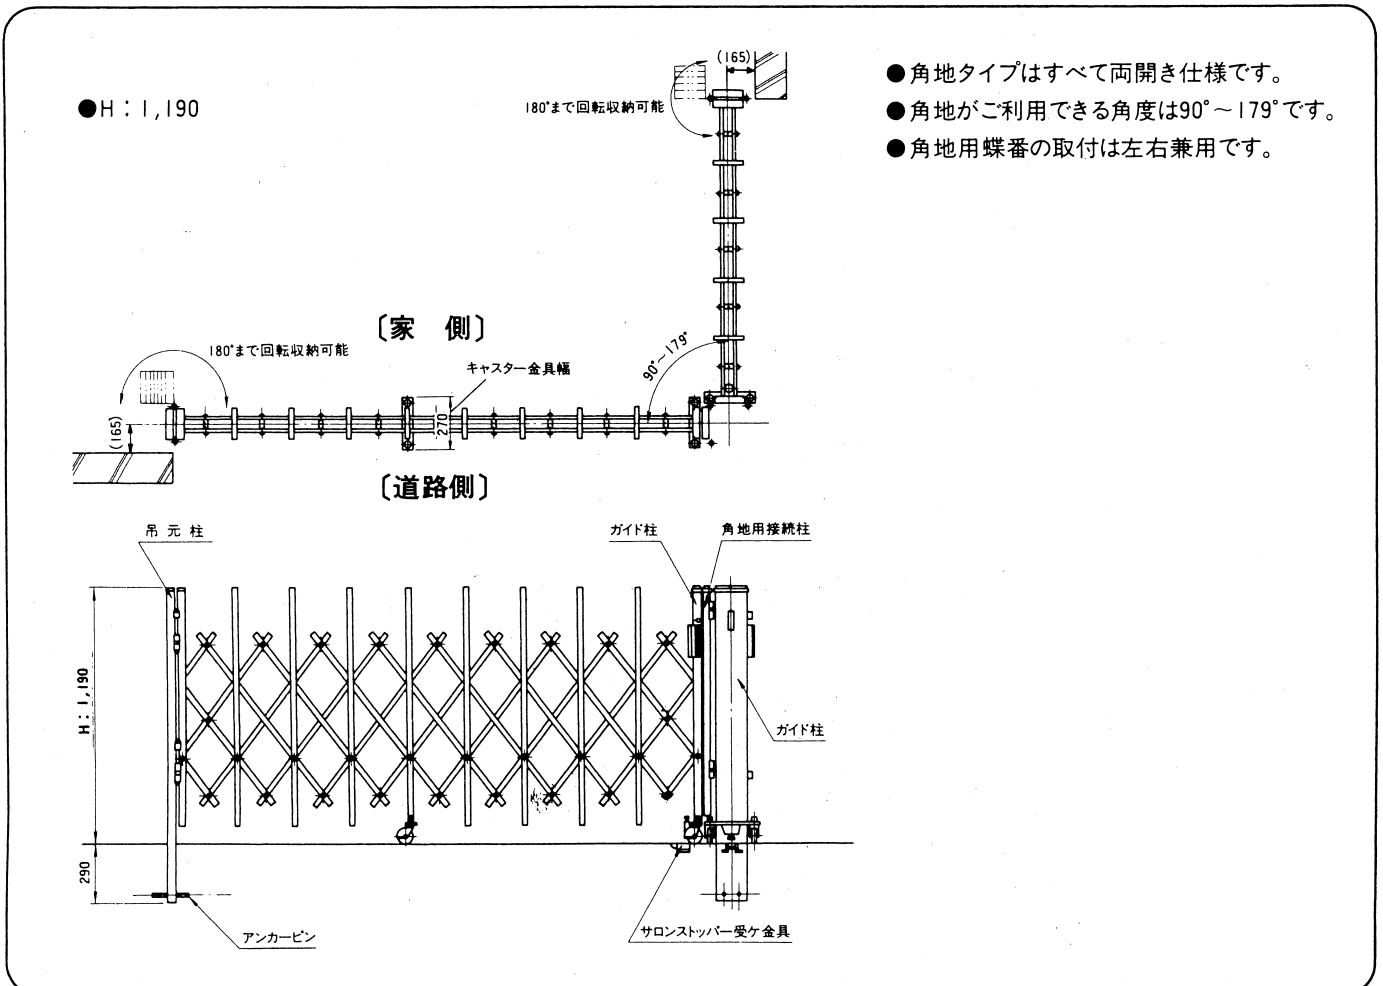 ●H：1,190
(165)
180°まで回転収納可能
●角地タイプはすべて両開き仕様です。
●角地がご利用できる角度は90°～179°です。
●角地用蝶番の取付は左右兼用です。
〔家　側〕
180°まで回転収納可能
キャスター金具幅
90°～179°
(165)
270
〔道路側〕
吊元柱
ガイド柱
角地用接続柱
H：1,190
ガイド柱
290
アンカーピン
サロンストッパー受ケ金具